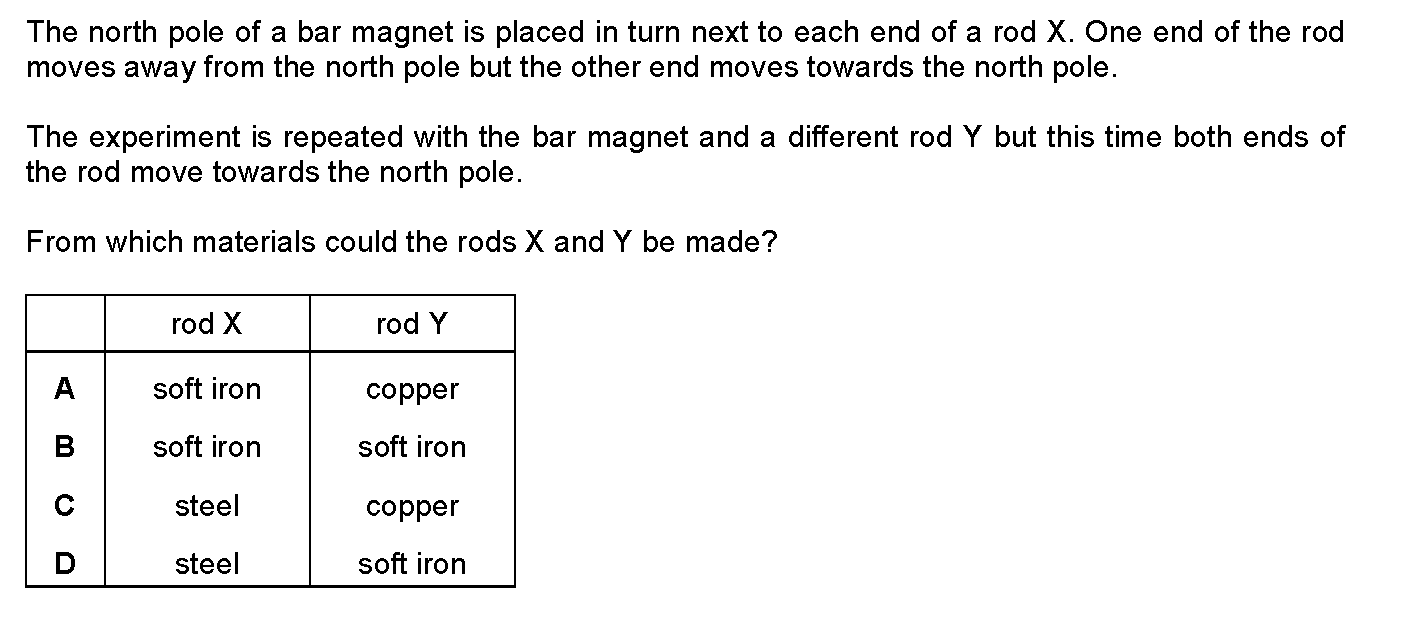 The north pole of a bar magnet is placed in turn next to each end of a rod X. One end of the rod
moves away from the north pole but the other end moves towards the north pole.
The experiment is repeated with the bar magnet and a different rod Y but this time both ends of
the rod move towards the north pole.
From which materials could the rods X and Y be made?
rod X rod Y
A soft iron copper
B soft iron soft iron
C steel copper
D steel soft iron